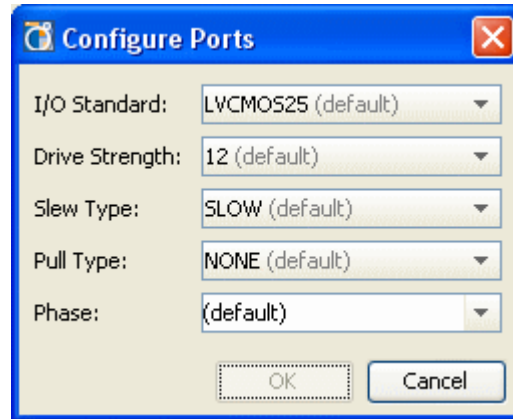 Configure Ports
I/O Standard: LVCMOS25 (default)
Drive Strength: 12 (default)
Slew Type: SLOW (default)
Pull Type: NONE (default)
Phase: (default)
OK Cancel